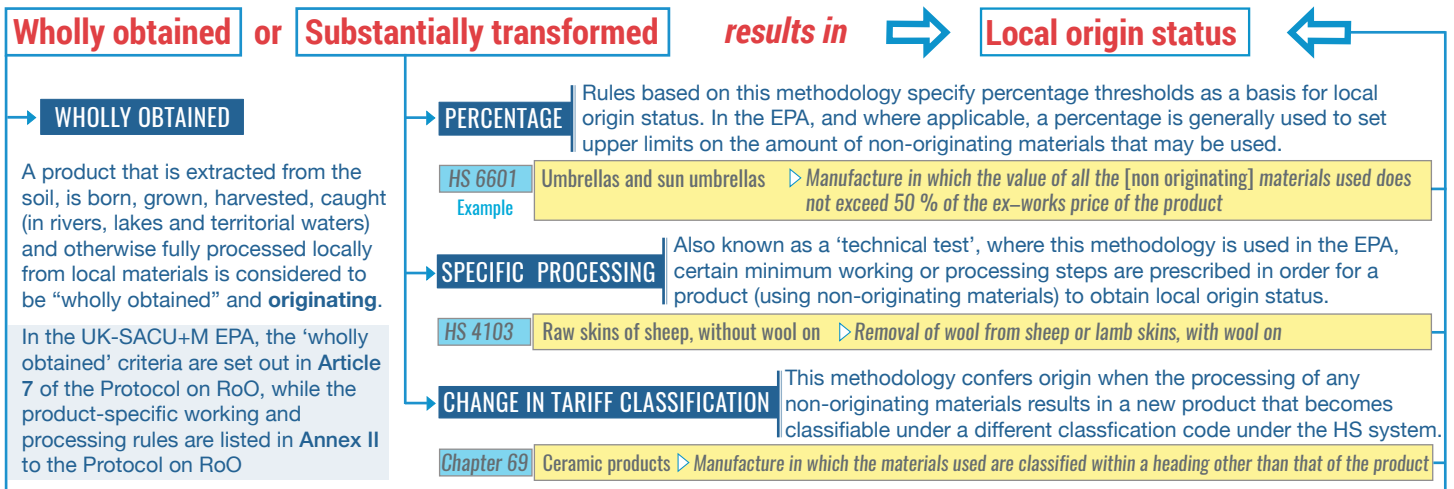 Wholly obtained or Substantially transformed results in Local origin status
WHOLLY OBTAINED
A product that is extracted from the
soil, is born, grown, harvested, caught
(in rivers, lakes and territorial waters)
and otherwise fully processed locally
from local materials is considered to
be “wholly obtained” and originating.
In the UK-SACU+M EPA, the ‘wholly
obtained’ criteria are set out in Article
7 of the Protocol on RoO, while the
product-specific working and
processing rules are listed in Annex II
to the Protocol on RoO
PERCENTAGE
Rules based on this methodology specify percentage thresholds as a basis for local
origin status. In the EPA, and where applicable, a percentage is generally used to set
upper limits on the amount of non-originating materials that may be used.
HS 6601 Umbrellas and sun umbrellas Manufacture in which the value of all the [non originating] materials used does
Example
not exceed 50 % of the ex–works price of the product
SPECIFIC PROCESSING
Also known as a ‘technical test’, where this methodology is used in the EPA,
certain minimum working or processing steps are prescribed in order for a
product (using non-originating materials) to obtain local origin status.
HS 4103 Raw skins of sheep, without wool on Removal of wool from sheep or lamb skins, with wool on
CHANGE IN TARIFF CLASSIFICATION
This methodology confers origin when the processing of any
non-originating materials results in a new product that becomes
classifiable under a different classfication code under the HS system.
Chapter 69 Ceramic products Manufacture in which the materials used are classified within a heading other than that of the product